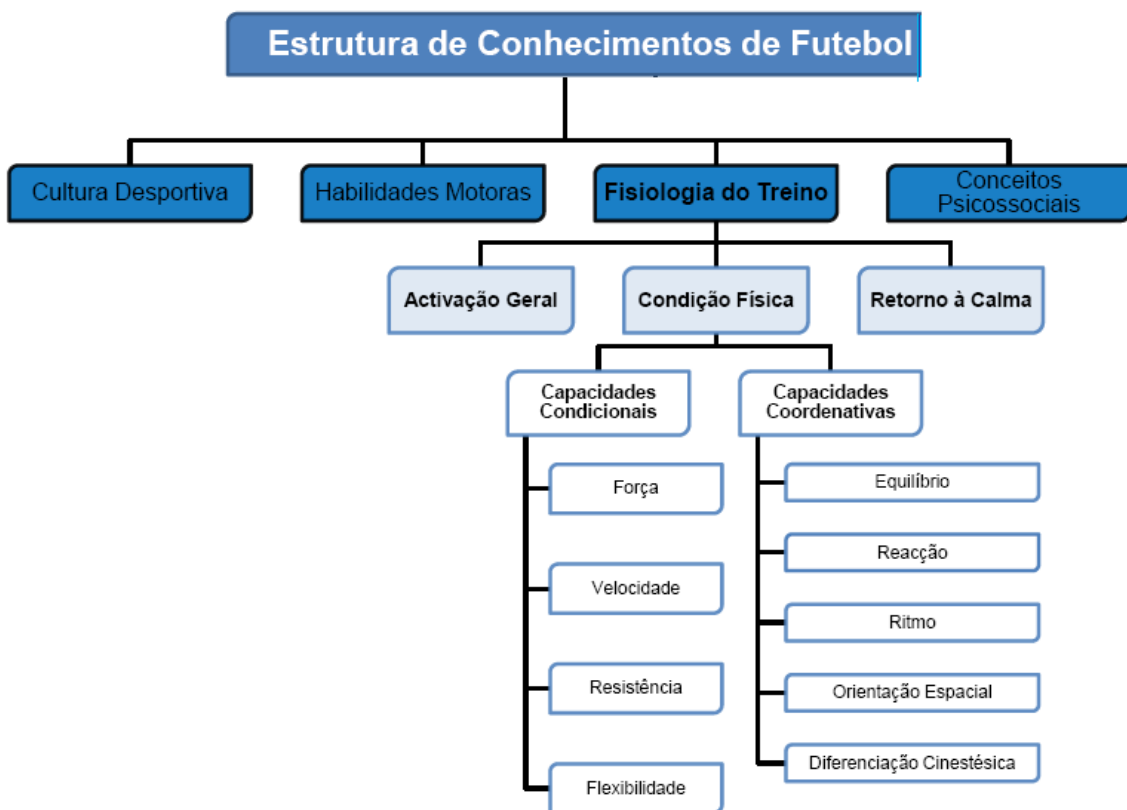 Estrutura de Conhecimentos de Futebol
Cultura Desportiva
Habilidades Motoras
Fisiologia do Treino
Conceitos
Psicossociais
Activação Geral
Condição Física
Retorno à Calma
Capacidades
Condicionais
Capacidades
Coordenativas
Força
Velocidade
Resistência
Flexibilidade
Equilíbrio
Reacção
Ritmo
Orientação Espacial
Diferenciação Cinestésica